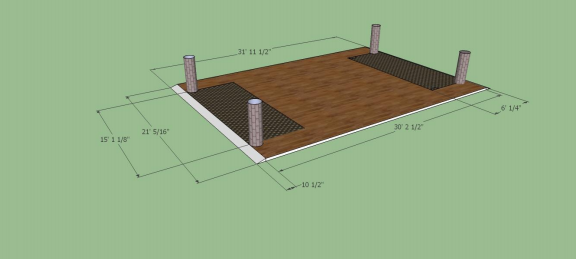 31' 11 1/2"
6' 1/4"
15' 1 1/8"
21' 5/16"
30' 2 1/2"
10 1/2"